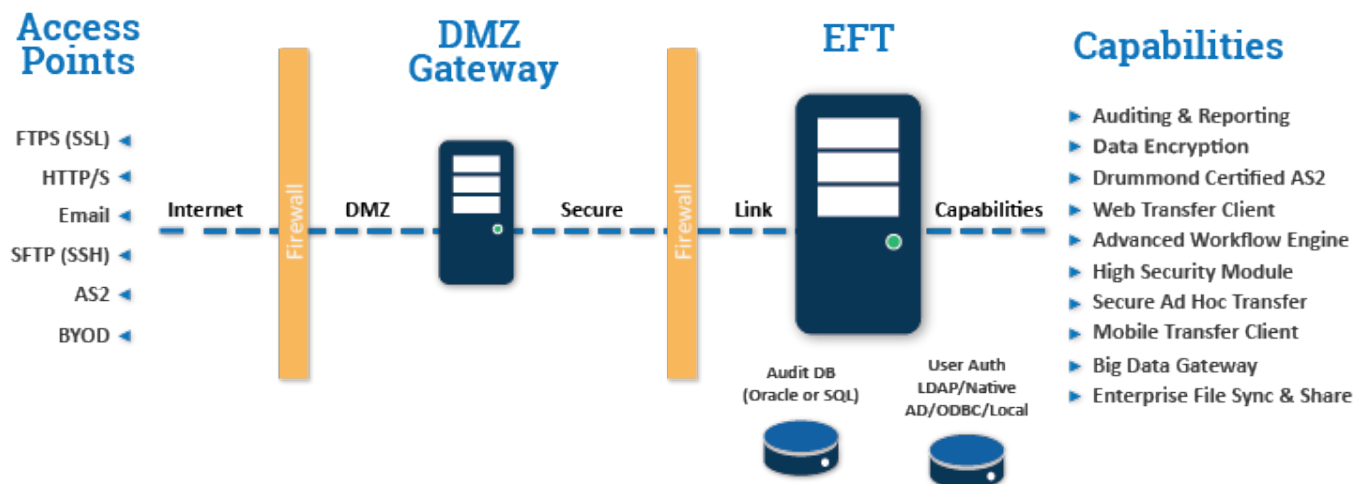 Access
Points
DMZ
Gateway
EFT
Capabilities
FTPS (SSL)
HTTP/S
Email
SFTP (SSH)
AS2
BYOD
Internet
Firewall
DMZ
Secure
Firewall
Link
Capabilities
Auditing & Reporting
Data Encryption
Drummond Certified AS2
Web Transfer Client
Advanced Workflow Engine
High Security Module
Secure Ad Hoc Transfer
Mobile Transfer Client
Big Data Gateway
Enterprise File Sync & Share
Audit DB
(Oracle or SQL)
User Auth
LDAP/Native
AD/ODBC/Local